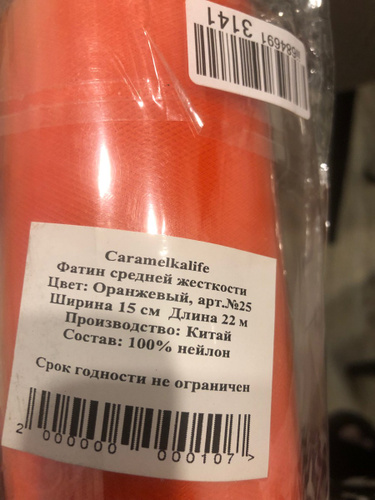 3141
684691
Caramelkalife
Фатин средней жесткости
Цвет: Оранжевый, арт.№25
Ширина 15 см Длина 22 м
Производство: Китай
Состав: 100% нейлон
Срок годности не ограничен
2 000000 000107 >